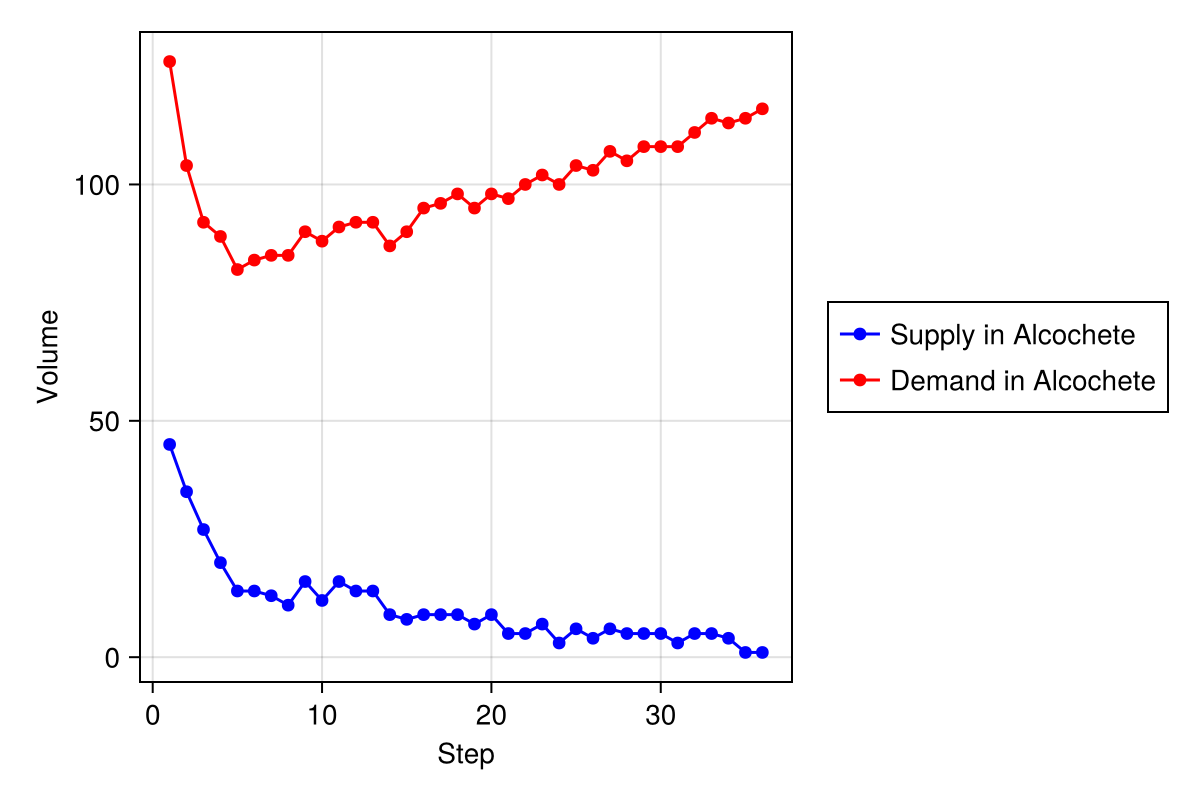 100
50
0
Volume
0 10 20 30
Step
Supply in Alcochete
Demand in Alcochete